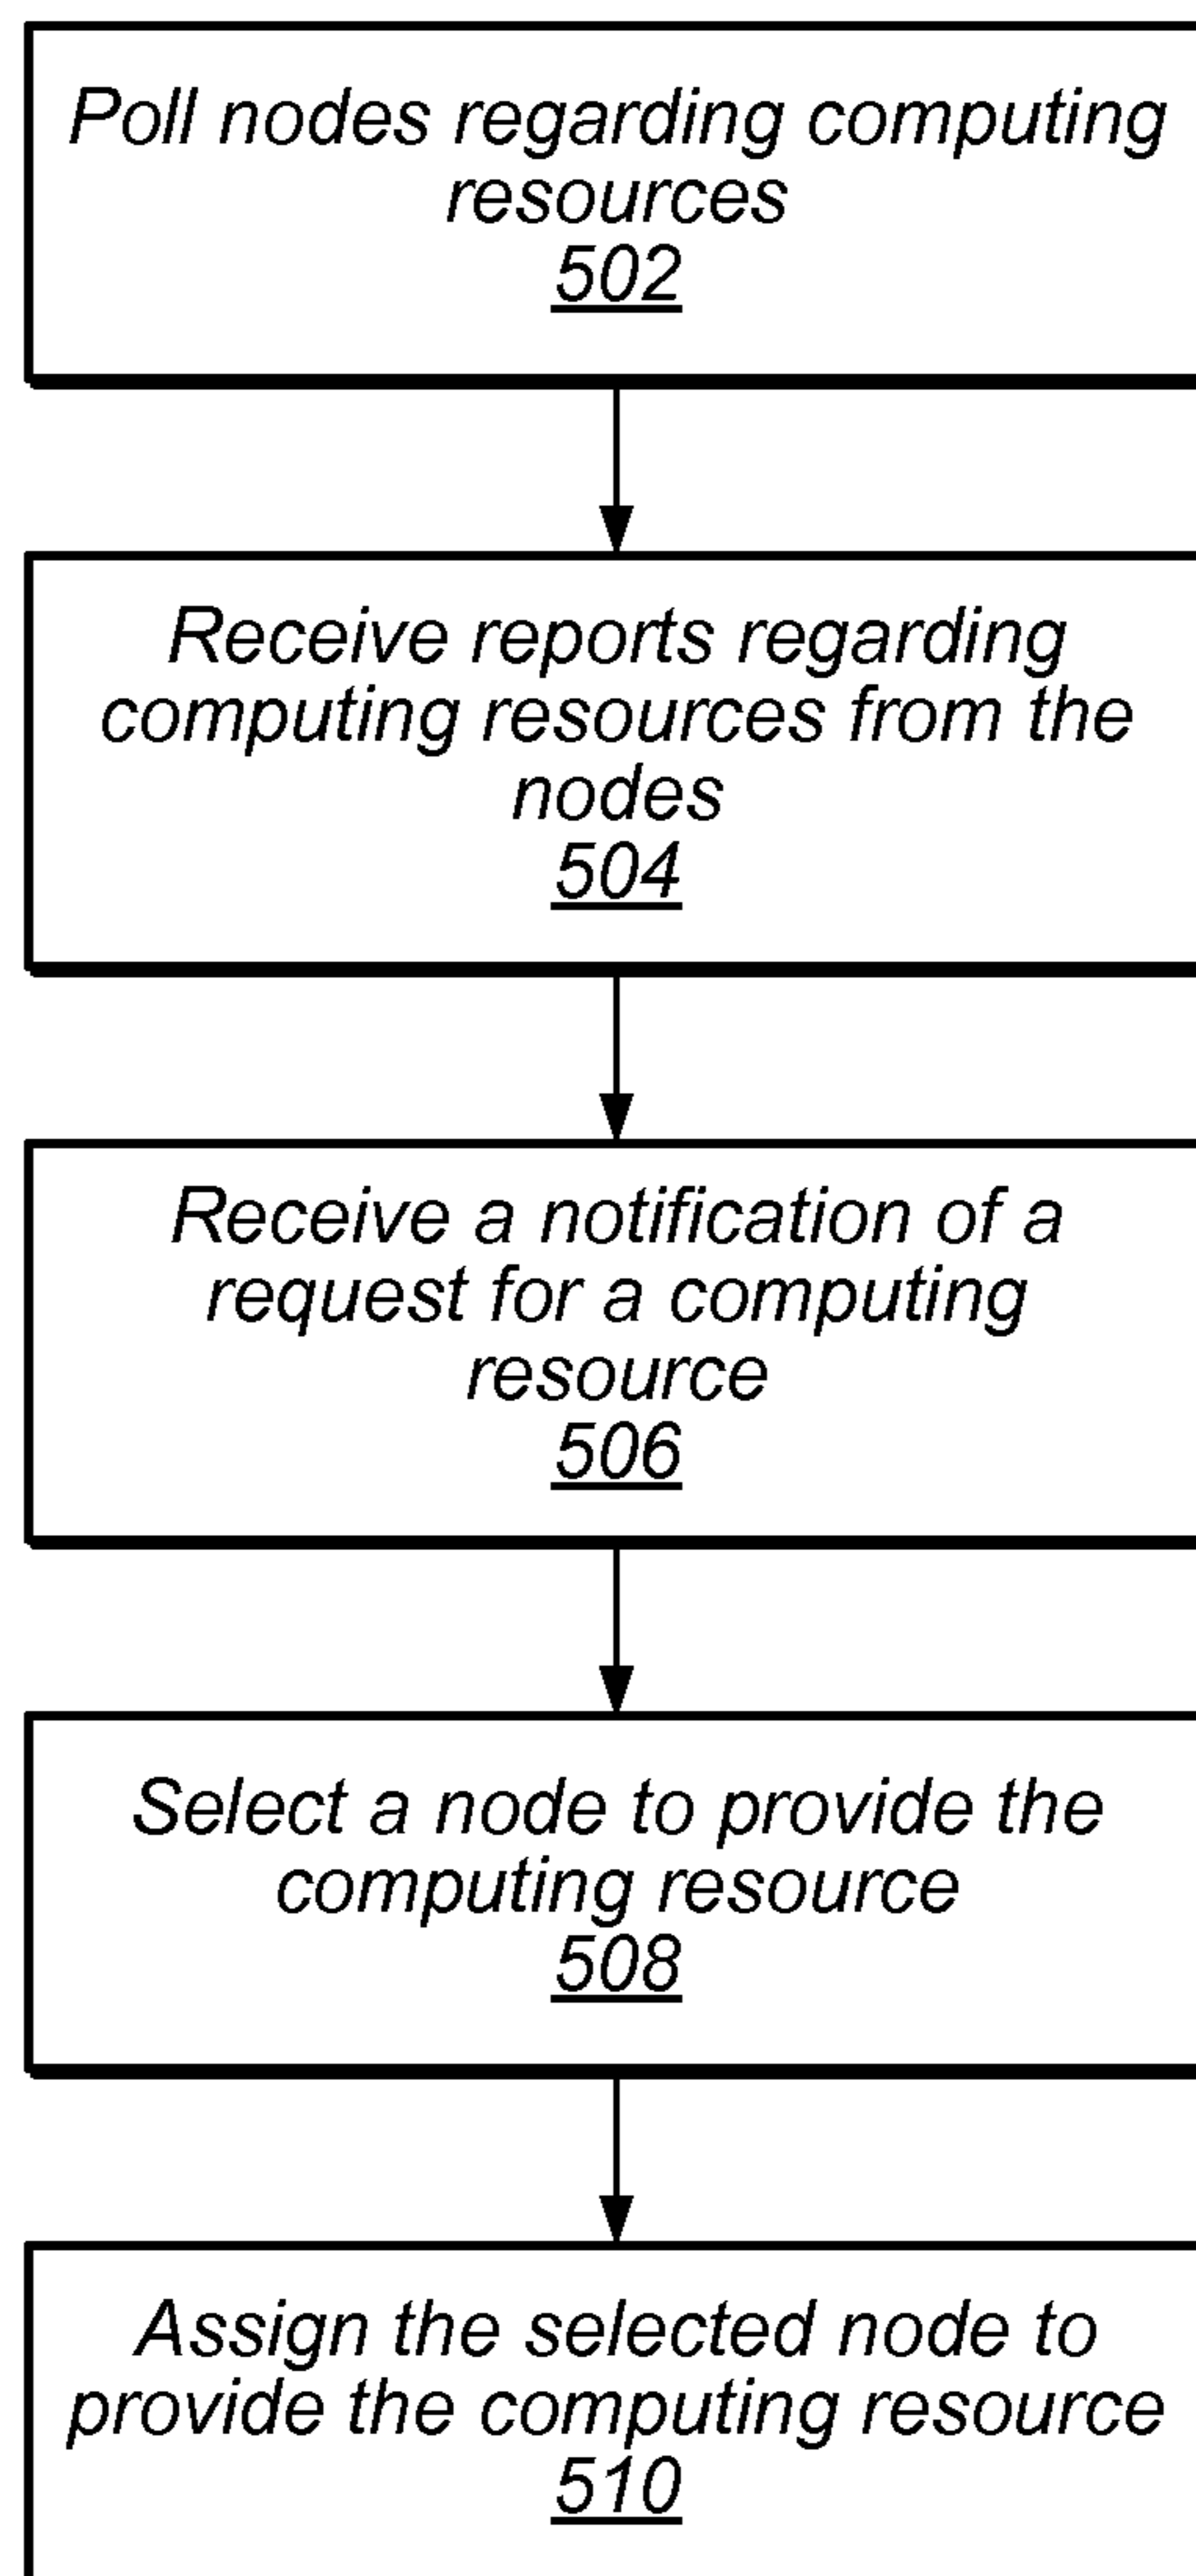 Poll nodes regarding computing
resources
502
Receive reports regarding
computing resources from the
nodes
504
Receive a notification of a
request for a computing
resource
506
Select a node to provide the
computing resource
508
Assign the selected node to
provide the computing resource
510